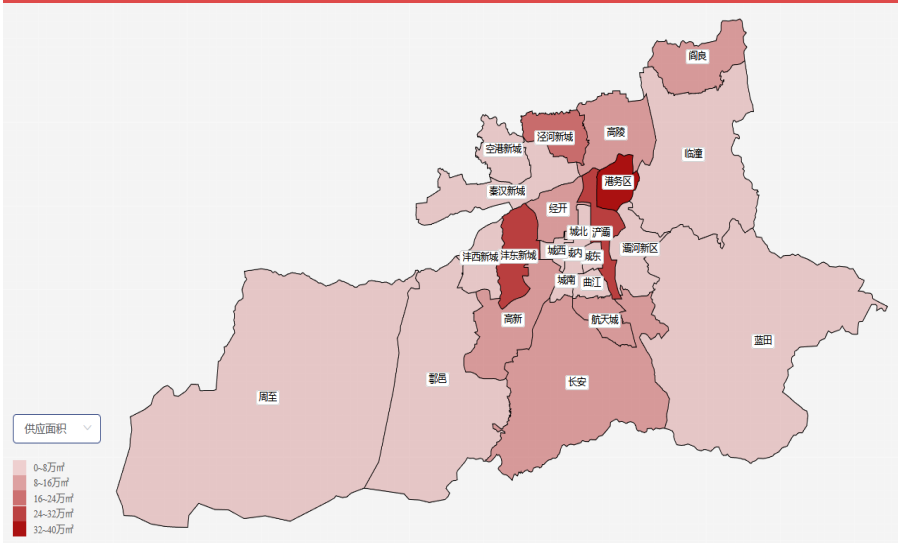 阎良
高陵
泾河新城
空港新城
临潼
港务区
秦汉新城
经开
城北
浐灞
灞河新区
城西
城内
城东
沣西新城
沣东新城
城南
曲江
高新
航天城
蓝田
鄠邑
长安
周至
供应面积
0~8万㎡
8~16万㎡
16~24万㎡
24~32万㎡
32~40万㎡